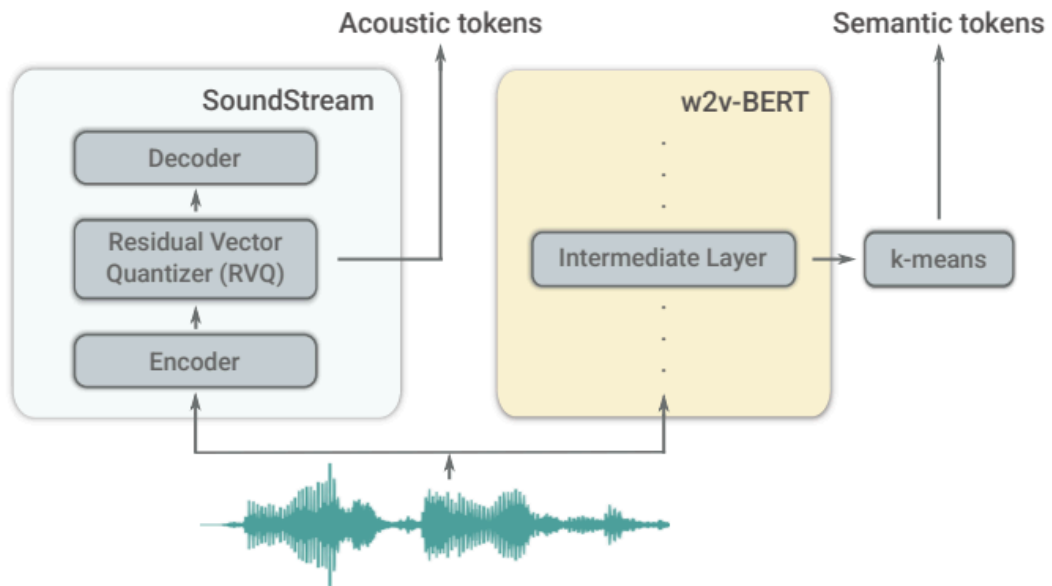 Acoustic tokens
Semantic tokens
SoundStream
Decoder
Residual Vector
Quantizer (RVQ)
Encoder
w2v-BERT
Intermediate Layer
k-means